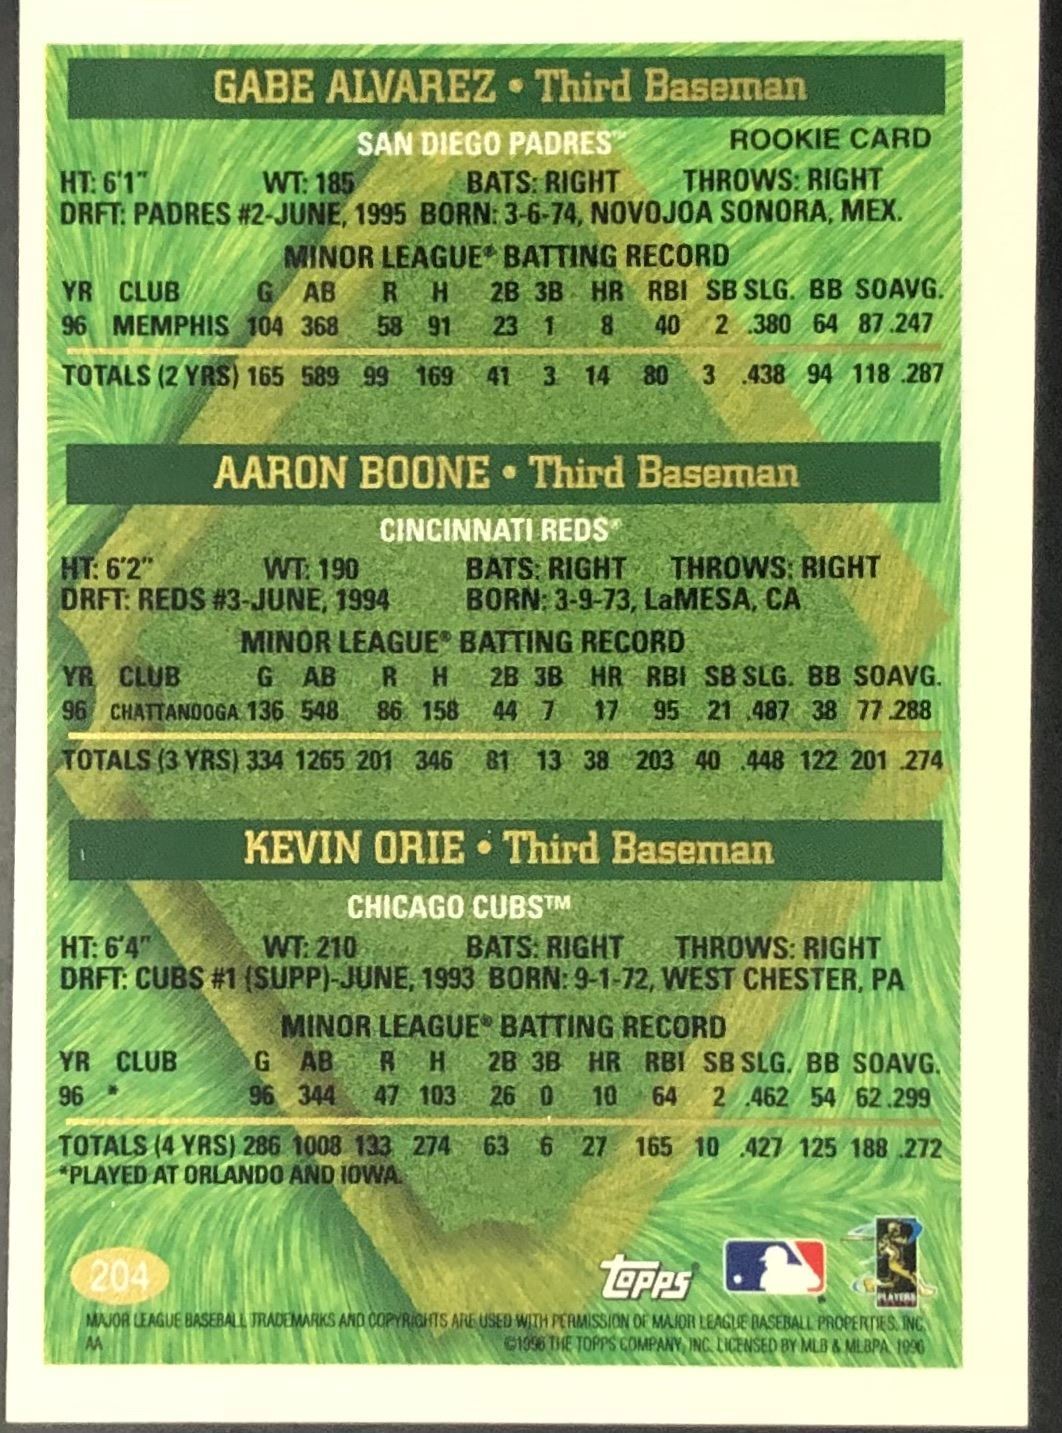 GABE ALVAREZ • Third Baseman
SAN DIEGO PADRES™ ROOKIE CARD
HT: 6'1" WT: 185 BATS: RIGHT THROWS: RIGHT
DRFT: PADRES #2-JUNE, 1995 BORN: 3-6-74, NOVOJOA SONORA, MEX.
MINOR LEAGUE® BATTING RECORD
YR CLUB G AB R H 2B 3B HR RBI SB SLG. BB SO AVG.
96 MEMPHIS 104 368 58 91 23 1 8 40 2 .380 64 87 .247
TOTALS (2 YRS) 165 589 99 169 41 3 14 80 3 .438 94 118 .287
AARON BOONE • Third Baseman
CINCINNATI REDS®
HT: 6'2" WT: 190 BATS: RIGHT THROWS: RIGHT
DRFT: REDS #3-JUNE, 1994 BORN: 3-9-73, LaMESA, CA
MINOR LEAGUE® BATTING RECORD
YR CLUB G AB R H 2B 3B HR RBI SB SLG. BB SO AVG.
96 CHATTANOOGA 136 548 86 158 44 7 17 95 21 .487 38 77 .288
TOTALS (3 YRS) 334 1265 201 346 81 13 38 203 40 .448 122 201 .274
KEVIN ORIE • Third Baseman
CHICAGO CUBS™
HT: 6'4" WT: 210 BATS: RIGHT THROWS: RIGHT
DRFT: CUBS #1 (SUPP)-JUNE, 1993 BORN: 9-1-72, WEST CHESTER, PA
MINOR LEAGUE® BATTING RECORD
YR CLUB G AB R H 2B 3B HR RBI SB SLG. BB SO AVG.
96 * 96 344 47 103 26 0 10 64 2 .462 54 62 .299
TOTALS (4 YRS) 286 1008 133 274 63 6 27 165 10 .427 125 188 .272
*PLAYED AT ORLANDO AND IOWA.
204
Topps®
PLAYERS
MAJOR LEAGUE BASEBALL TRADEMARKS AND COPYRIGHTS ARE USED WITH PERMISSION OF MAJOR LEAGUE BASEBALL PROPERTIES, INC.
AA ©1996 THE TOPPS COMPANY, INC. LICENSED BY MLB & MLBPA 1996